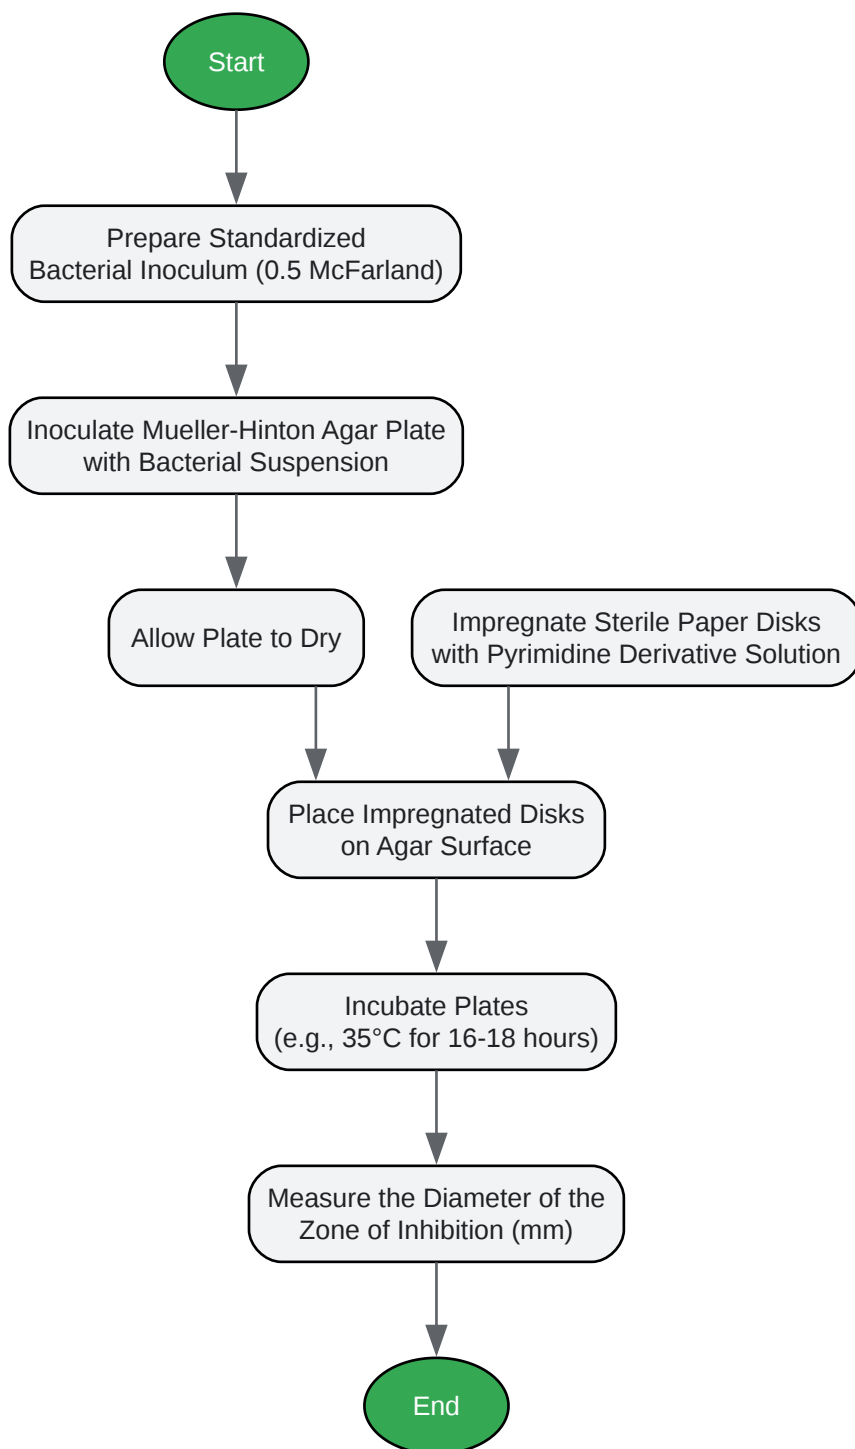 Start
Prepare Standardized
Bacterial Inoculum (0.5 McFarland)
Inoculate Mueller-Hinton Agar Plate
with Bacterial Suspension
Allow Plate to Dry
Impregnate Sterile Paper Disks
with Pyrimidine Derivative Solution
Place Impregnated Disks
on Agar Surface
Incubate Plates
(e.g., 35°C for 16-18 hours)
Measure the Diameter of the
Zone of Inhibition (mm)
End